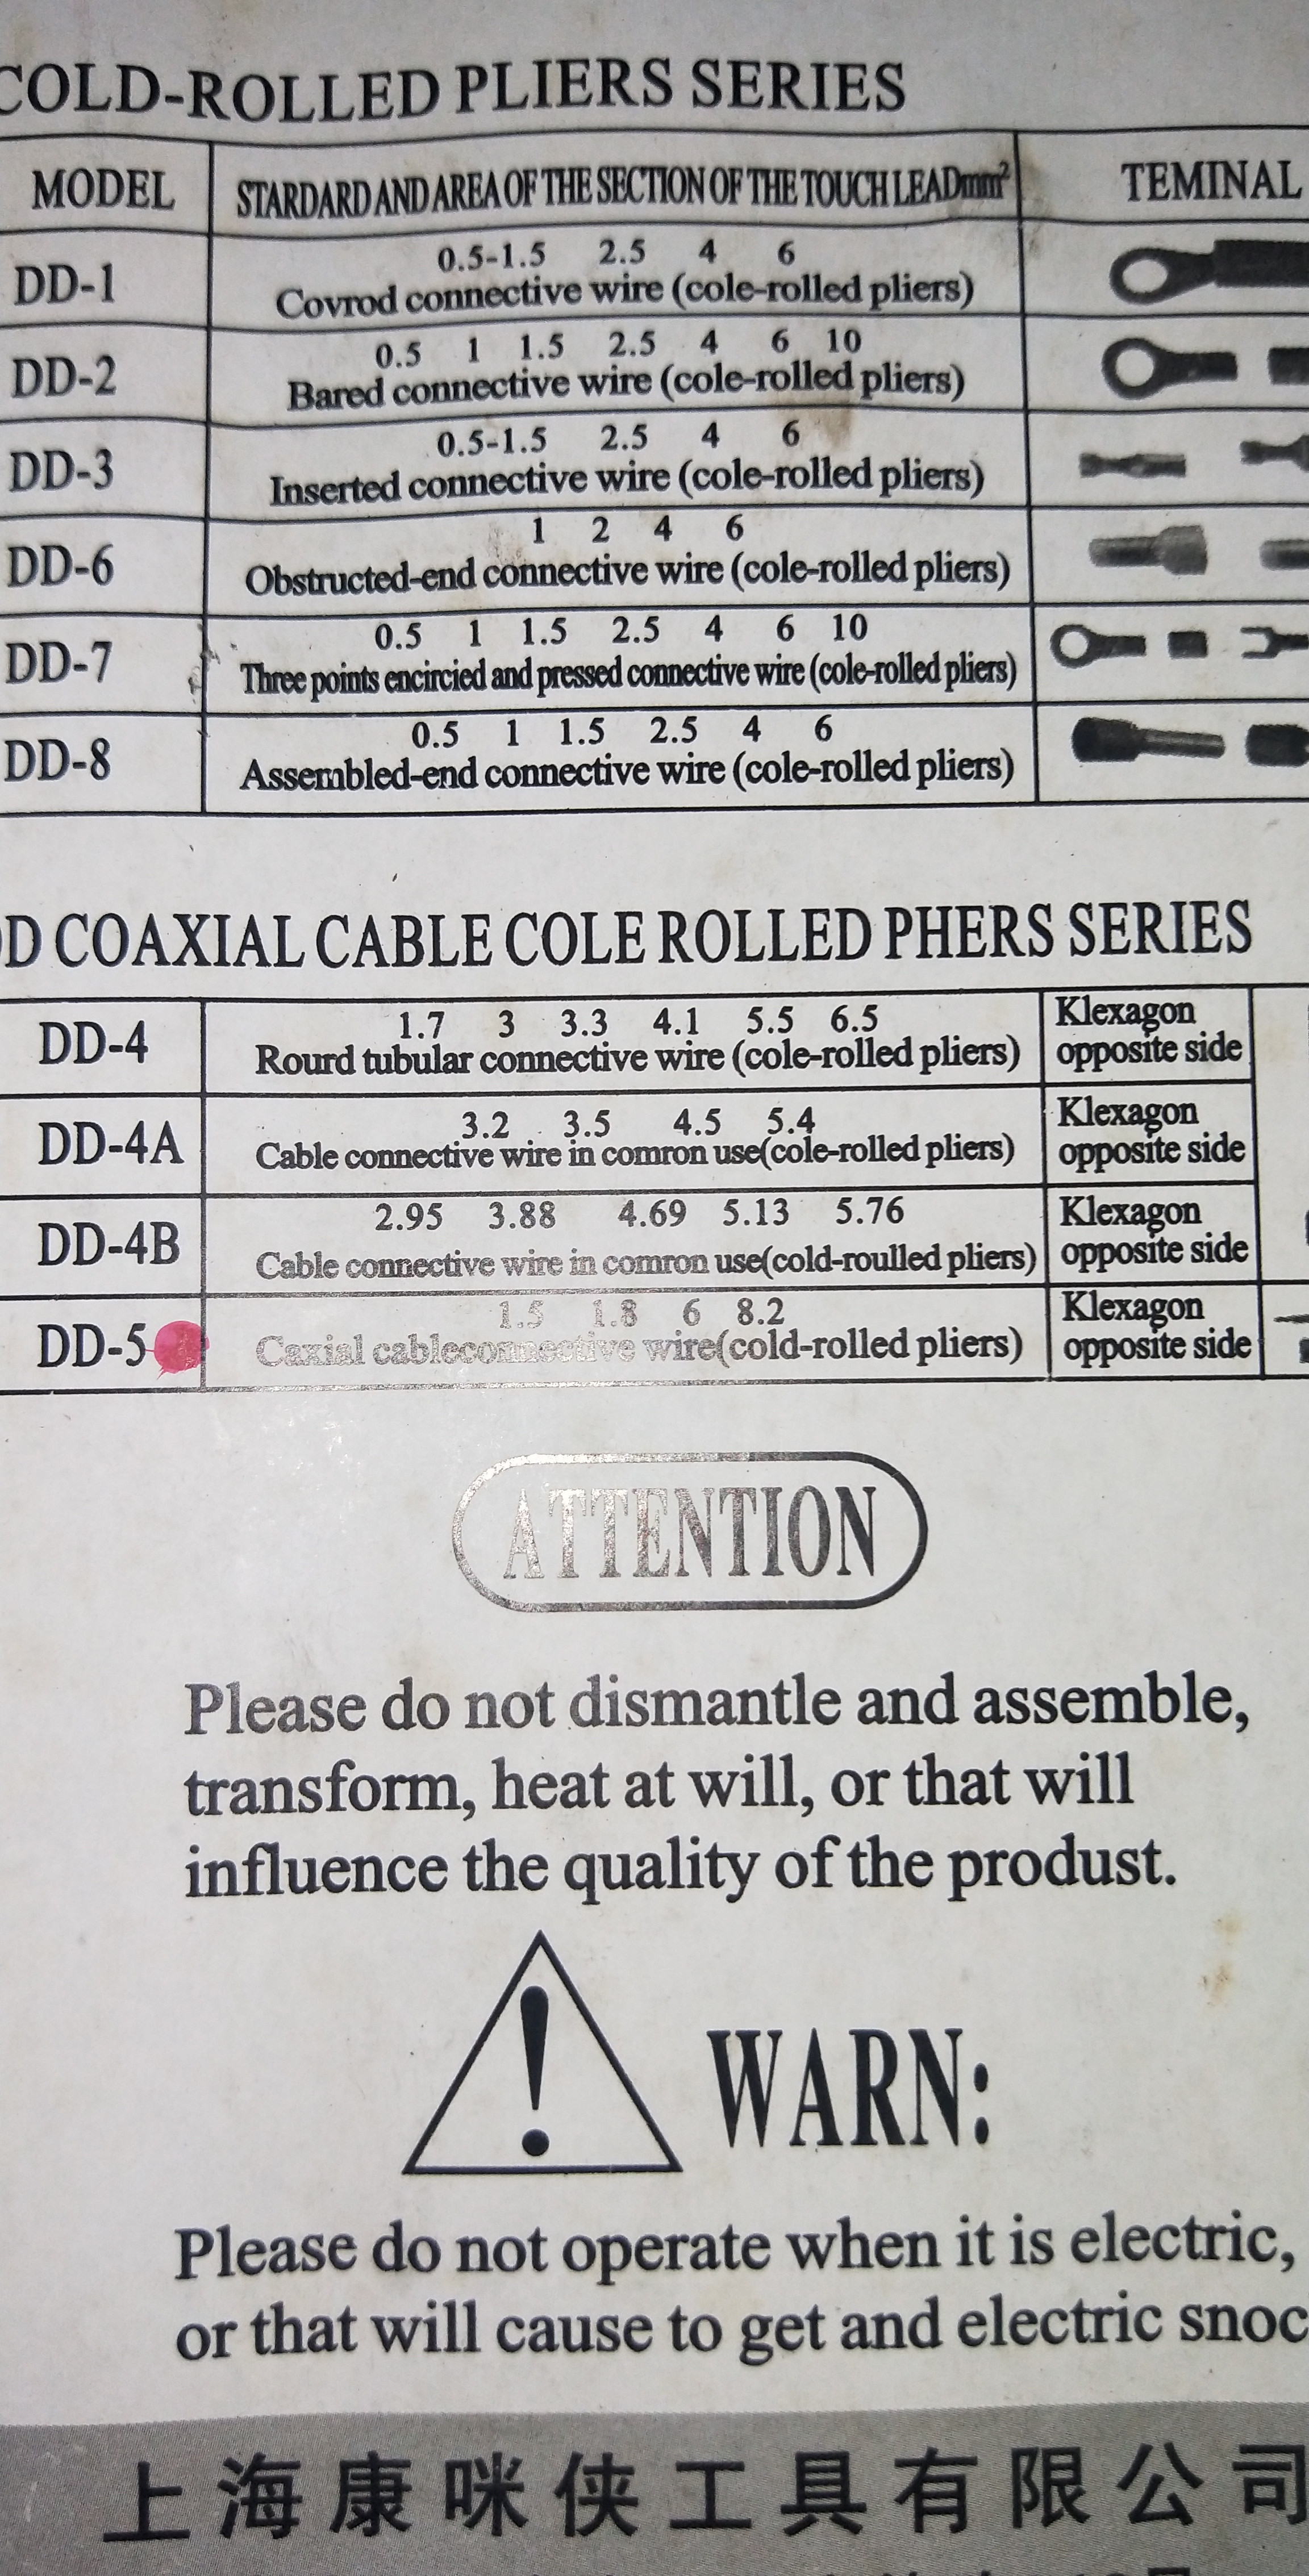 COLD-ROLLED PLIERS SERIES
MODEL STARDARD AND AREA OF THE SECTION OF THE TOUCH LEADmm² TEMINAL
DD-1
0.5-1.5 2.5 4 6
Covrod connective wire (cole-rolled pliers)
DD-2
0.5 1 1.5 2.5 4 6 10
Bared connective wire (cole-rolled pliers)
DD-3
0.5-1.5 2.5 4 6
Inserted connective wire (cole-rolled pliers)
DD-6
1 2 4 6
Obstructed-end connective wire (cole-rolled pliers)
DD-7
0.5 1 1.5 2.5 4 6 10
Three points encircied and pressed connective wire (cole-rolled pliers)
DD-8
0.5 1 1.5 2.5 4 6
Assembled-end connective wire (cole-rolled pliers)
D COAXIAL CABLE COLE ROLLED PHERS SERIES
DD-4
1.7 3 3.3 4.1 5.5 6.5
Rourd tubular connective wire (cole-rolled pliers)
Klexagon
opposite side
DD-4A
3.2 3.5 4.5 5.4
Cable connective wire in comron use(cole-rolled pliers)
Klexagon
opposite side
DD-4B
2.95 3.88 4.69 5.13 5.76
Cable connective wire in comron use(cold-roulled pliers)
Klexagon
opposite side
DD-5
1.5 1.8 6 8.2
Caxial cableconnective wire(cold-rolled pliers)
Klexagon
opposite side
ATTENTION
Please do not dismantle and assemble,
transform, heat at will, or that will
influence the quality of the produst.
WARN:
Please do not operate when it is electric,
or that will cause to get and electric snoc
上海康咪侠工具有限公司